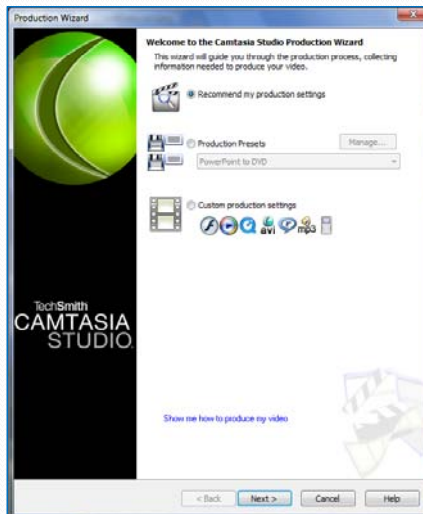 Production Wizard
Welcome to the Camtasia Studio Production Wizard
This wizard will guide you through the production process, collecting
information needed to produce your video.
Recommend my production settings
Production Presets
Manage...
PowerPoint to DVD
Custom production settings
avi
mp3
TechSmith
CAMTASIA
STUDIO.
Show me how to produce my video
< Back
Next >
Cancel
Help